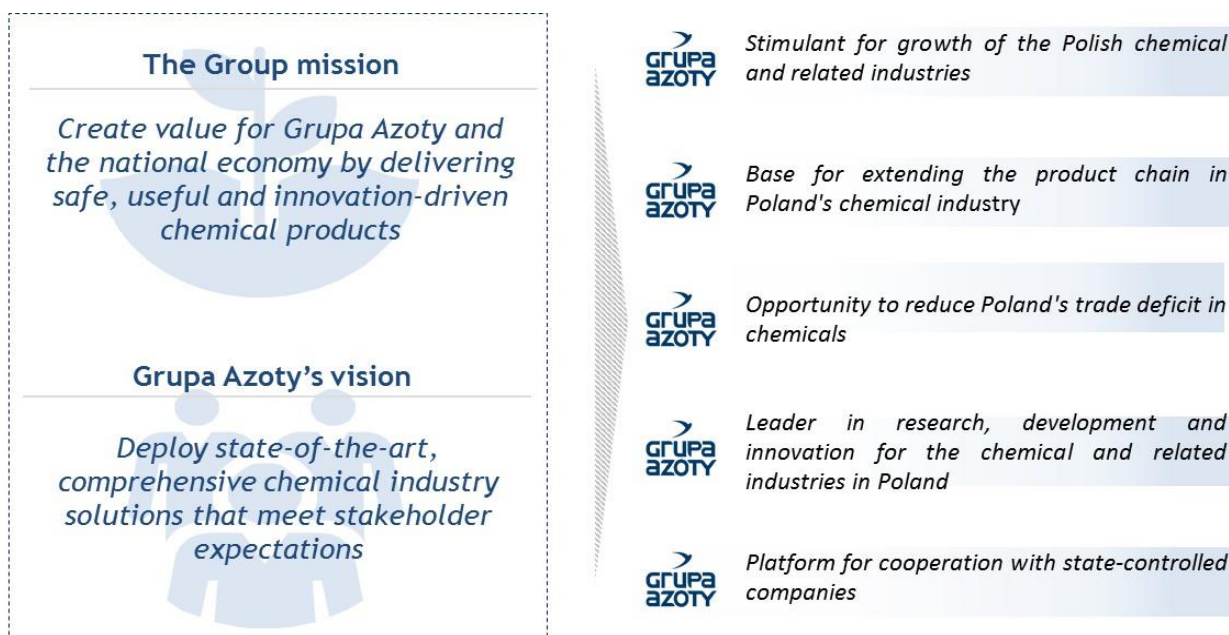 The Group mission
Create value for Grupa Azoty and
the national economy by delivering
safe, useful and innovation-driven
chemical products
Grupa Azoty’s vision
Deploy state-of-the-art,
comprehensive chemical industry
solutions that meet stakeholder
expectations
GRUPA
AZOTY
Stimulant for growth of the Polish chemical
and related industries
GRUPA
AZOTY
Base for extending the product chain in
Poland's chemical industry
GRUPA
AZOTY
Opportunity to reduce Poland's trade deficit in
chemicals
GRUPA
AZOTY
Leader in research, development and
innovation for the chemical and related
industries in Poland
GRUPA
AZOTY
Platform for cooperation with state-controlled
companies